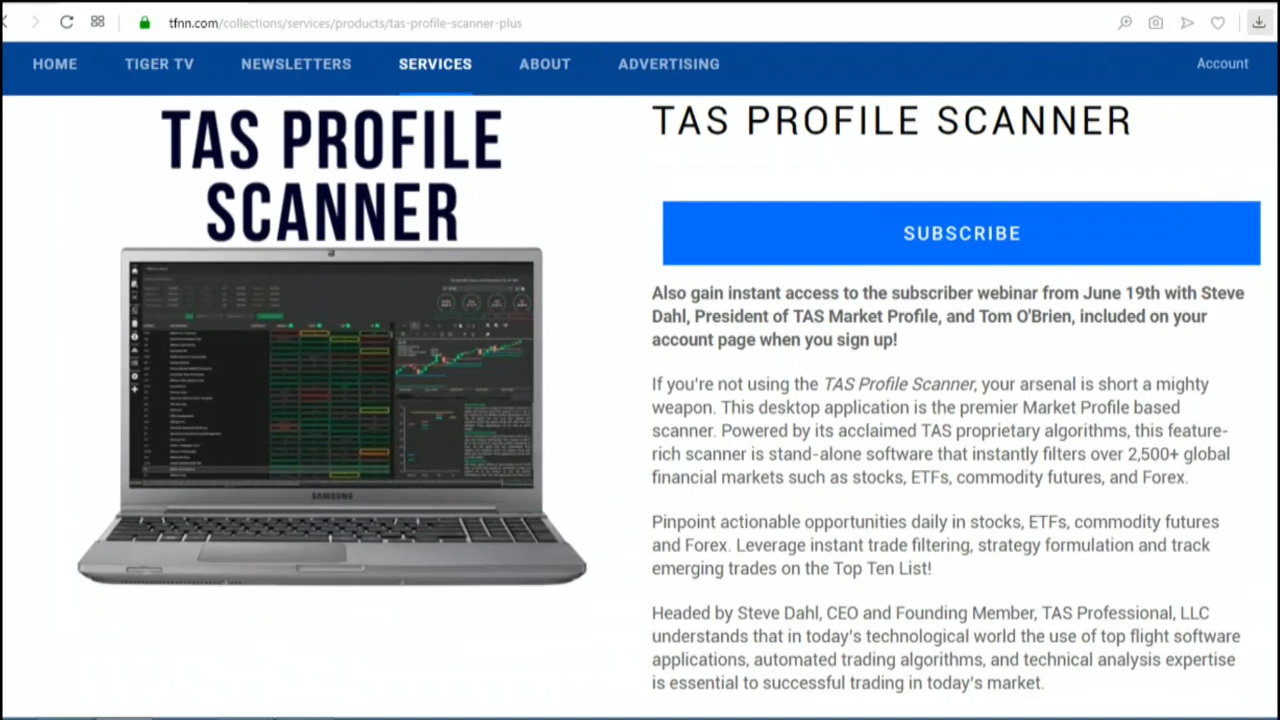 tfnn.com/collections/services/products/tas-profile-scanner-plus
HOME TIGER TV NEWSLETTERS SERVICES ABOUT ADVERTISING Account
TAS PROFILE
SCANNER
SAMSUNG
TAS PROFILE SCANNER
SUBSCRIBE
Also gain instant access to the subscriber webinar from June 19th with Steve
Dahl, President of TAS Market Profile, and Tom O'Brien, included on your
account page when you sign up!
If you're not using the TAS Profile Scanner, your arsenal is short a mighty
weapon. This desktop application is the premier Market Profile based
scanner. Powered by its acclaimed TAS proprietary algorithms, this feature-
rich scanner is stand-alone software that instantly filters over 2,500+ global
financial markets such as stocks, ETFs, commodity futures, and Forex.
Pinpoint actionable opportunities daily in stocks, ETFs, commodity futures
and Forex. Leverage instant trade filtering, strategy formulation and track
emerging trades on the Top Ten List!
Headed by Steve Dahl, CEO and Founding Member, TAS Professional, LLC
understands that in today's technological world the use of top flight software
applications, automated trading algorithms, and technical analysis expertise
is essential to successful trading in today's market.